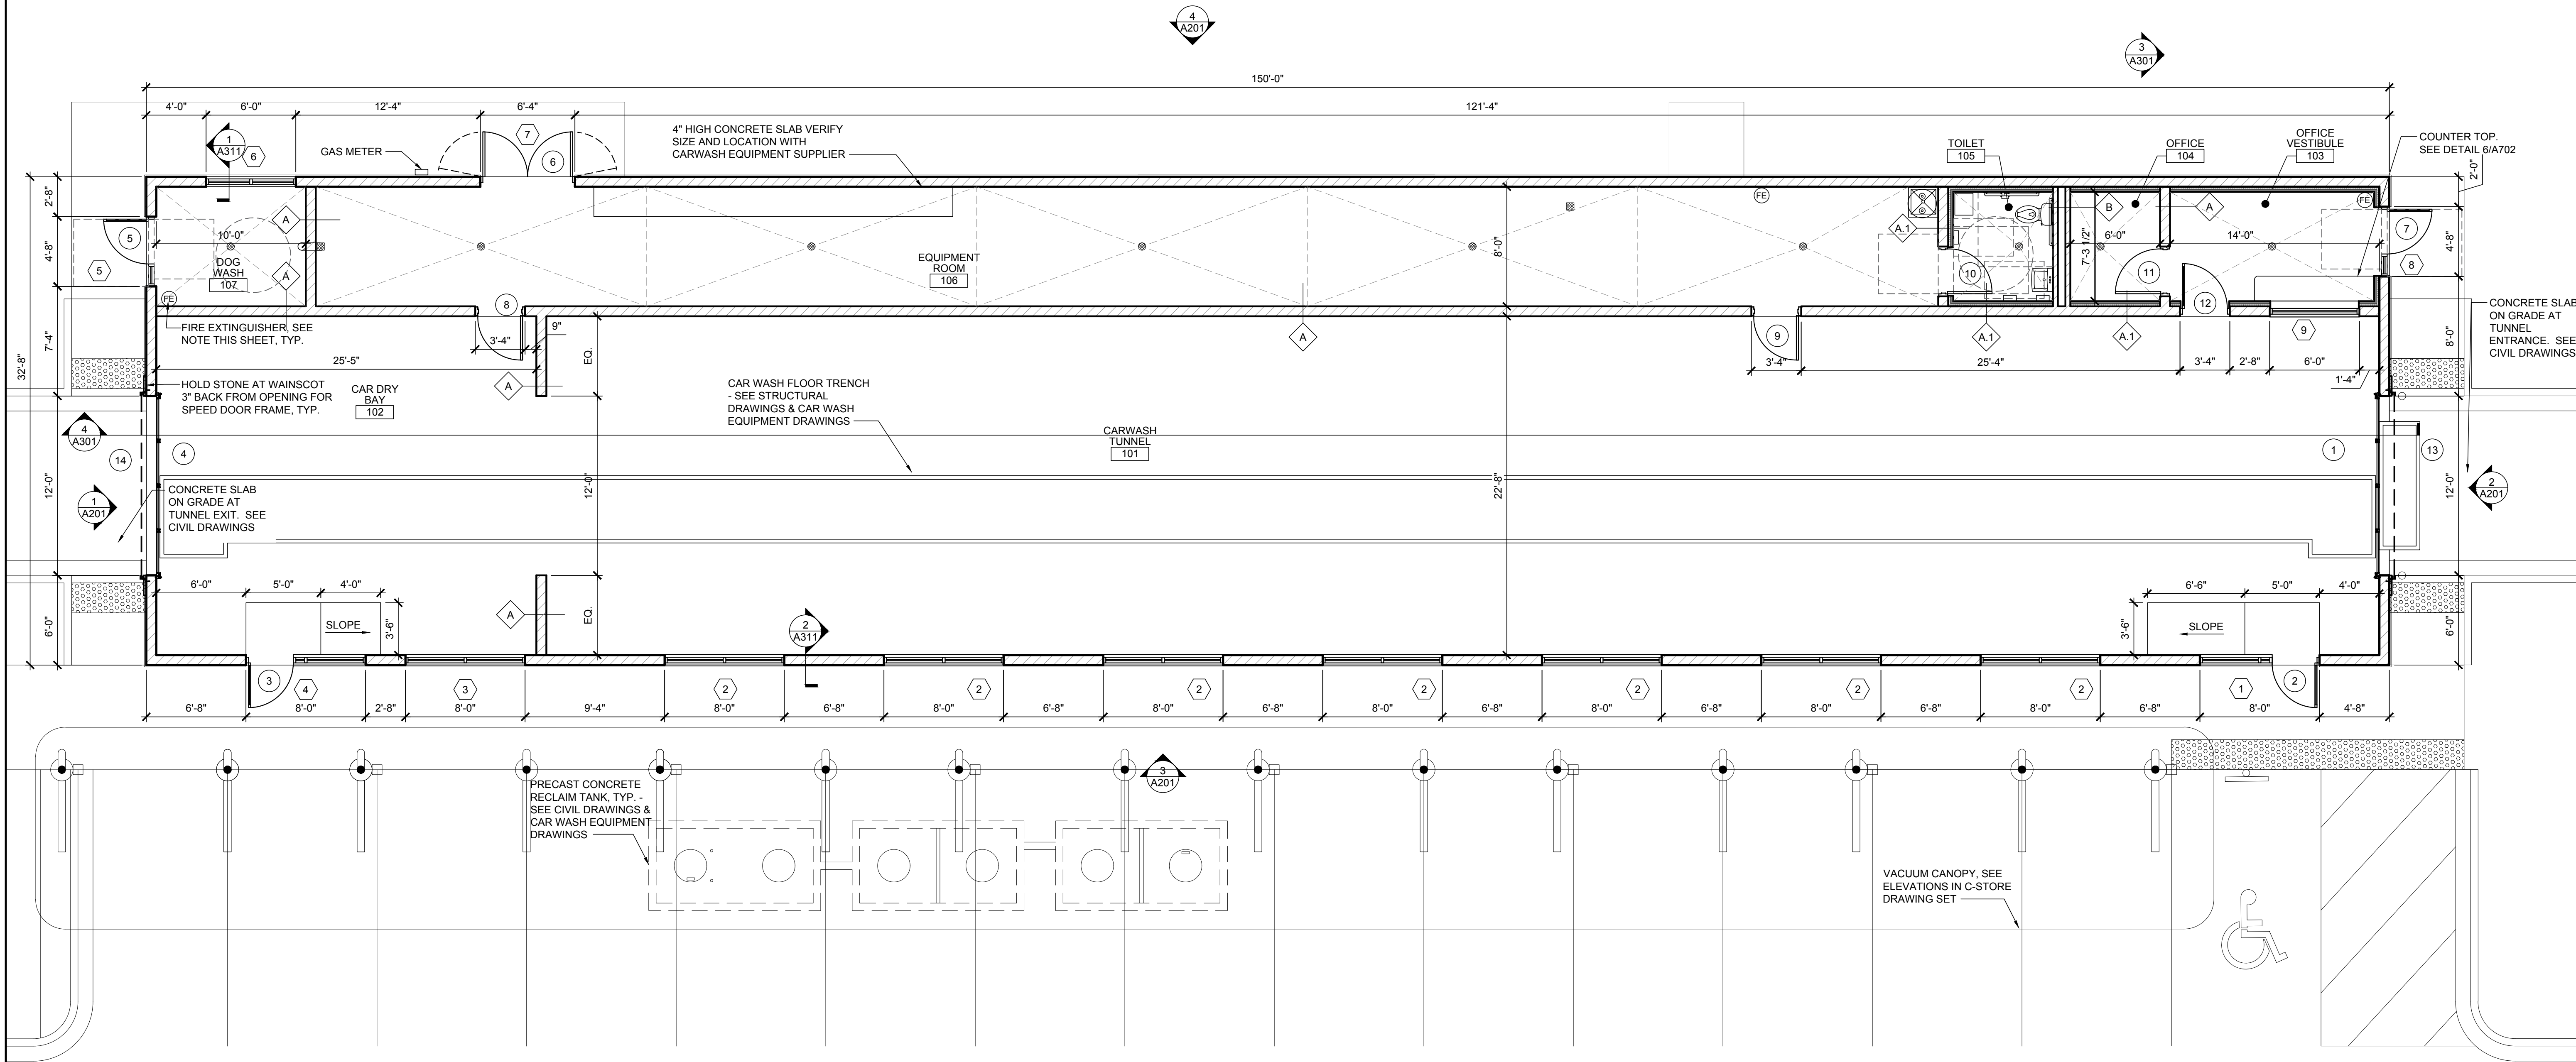 4
A201
3
A301
150'-0"
4'-0"
6'-0"
12'-4"
6'-4"
121'-4"
1
A311
6
GAS METER
7
6
4" HIGH CONCRETE SLAB VERIFY
SIZE AND LOCATION WITH
CARWASH EQUIPMENT SUPPLIER
TOILET
105
OFFICE
104
OFFICE
VESTIBULE
103
COUNTER TOP.
SEE DETAIL 6/A702
2'-0"
32'-8"
2'-8"
4'-8"
7'-4"
12'-0"
6'-0"
5
5
A
10'-0"
DOG
WASH
107
A
FE
FIRE EXTINGUISHER, SEE
NOTE THIS SHEET, TYP.
EQUIPMENT
ROOM
106
8'-0"
FE
A.1
10
B
7'-3 1/2"
6'-0"
A
14'-0"
FE
11
12
7
4'-8"
8
8
9"
3'-4"
25'-5"
EQ.
A
9
3'-4"
A.1
25'-4"
A.1
3'-4"
2'-8"
9
6'-0"
1'-4"
8'-0"
CONCRETE SLAB
ON GRADE AT
TUNNEL
ENTRANCE. SEE
CIVIL DRAWINGS
HOLD STONE AT WAINSCOT
3" BACK FROM OPENING FOR
SPEED DOOR FRAME, TYP.
CAR DRY
BAY
102
A
CAR WASH FLOOR TRENCH
- SEE STRUCTURAL
DRAWINGS & CAR WASH
EQUIPMENT DRAWINGS
4
A301
14
4
CARWASH
TUNNEL
101
1
13
1
A201
CONCRETE SLAB
ON GRADE AT
TUNNEL EXIT. SEE
CIVIL DRAWINGS
12'-0"
22'-8"
12'-0"
2
A201
6'-0"
5'-0"
4'-0"
SLOPE
3'-6"
A
EQ.
2
A311
6'-6"
5'-0"
4'-0"
3'-6"
SLOPE
6'-0"
3
4
3
2
2
2
2
2
2
2
1
2
6'-8"
8'-0"
2'-8"
8'-0"
9'-4"
8'-0"
6'-8"
8'-0"
6'-8"
8'-0"
6'-8"
8'-0"
6'-8"
8'-0"
6'-8"
8'-0"
6'-8"
8'-0"
6'-8"
8'-0"
4'-8"
3
A201
PRECAST CONCRETE
RECLAIM TANK, TYP. -
SEE CIVIL DRAWINGS &
CAR WASH EQUIPMENT
DRAWINGS
VACUUM CANOPY, SEE
ELEVATIONS IN C-STORE
DRAWING SET